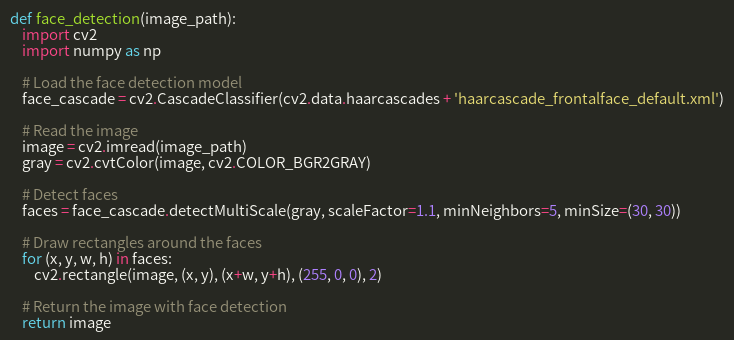 def face_detection(image_path):
    import cv2
    import numpy as np

    # Load the face detection model
    face_cascade = cv2.CascadeClassifier(cv2.data.haarcascades + 'haarcascade_frontalface_default.xml')

    # Read the image
    image = cv2.imread(image_path)
    gray = cv2.cvtColor(image, cv2.COLOR_BGR2GRAY)

    # Detect faces
    faces = face_cascade.detectMultiScale(gray, scaleFactor=1.1, minNeighbors=5, minSize=(30, 30))

    # Draw rectangles around the faces
    for (x, y, w, h) in faces:
        cv2.rectangle(image, (x, y), (x+w, y+h), (255, 0, 0), 2)

    # Return the image with face detection
    return image